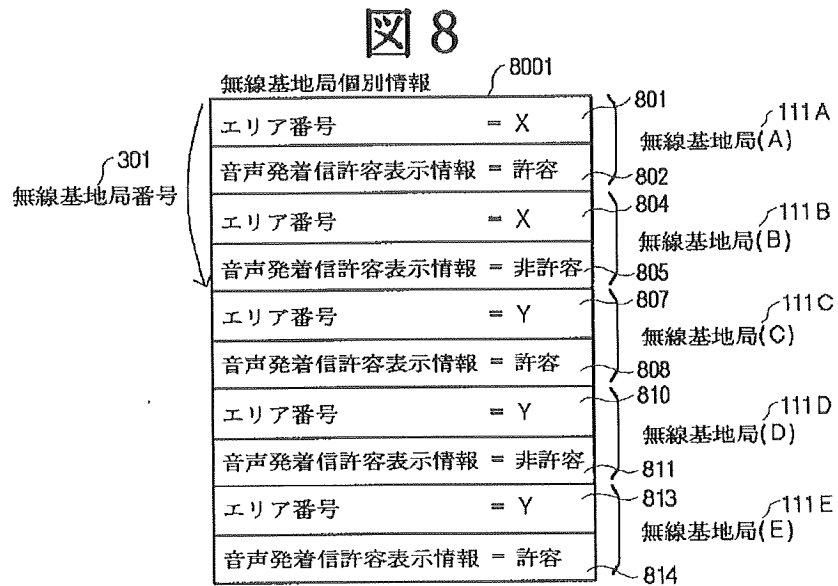 図 8
無線基地局個別情報
8001
エリア番号 = X
801
音声発着信許容表示情報 = 許容
802
無線基地局(A)
111A
301
無線基地局番号
エリア番号 = X
804
音声発着信許容表示情報 = 非許容
805
無線基地局(B)
111B
エリア番号 = Y
807
音声発着信許容表示情報 = 許容
808
無線基地局(C)
111C
エリア番号 = Y
810
音声発着信許容表示情報 = 非許容
811
無線基地局(D)
111D
エリア番号 = Y
813
音声発着信許容表示情報 = 許容
814
無線基地局(E)
111E